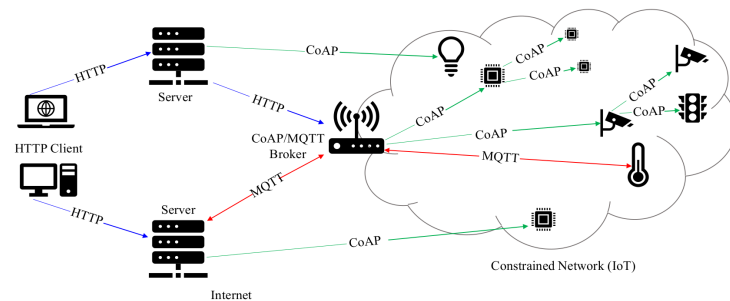 HTTP
CoAP
Server
HTTP
HTTP Client
CoAP/MQTT
Broker
CoAP
CoAP
CoAP
CoAP
CoAP
MQTT
HTTP
Server
MQTT
CoAP
Constrained Network (IoT)
Internet